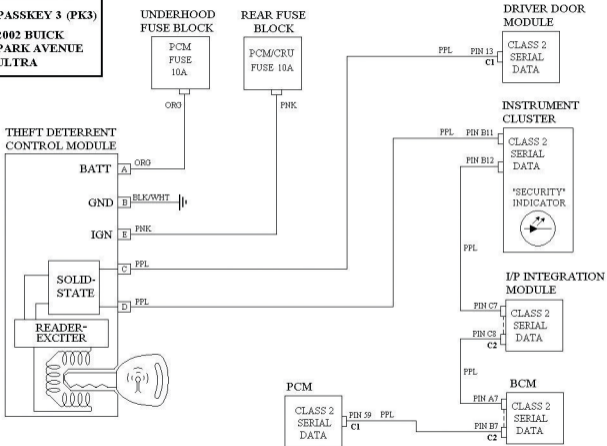 PASSKEY 3 (PK3)
2002 BUICK
PARK AVENUE
ULTRA
UNDERHOOD
FUSE BLOCK
PCM
FUSE
10A
ORG
REAR FUSE
BLOCK
PCM/CRU
FUSE 10A
PNK
DRIVER DOOR
MODULE
PPL PIN 13
C1
CLASS 2
SERIAL
DATA
INSTRUMENT
CLUSTER
PPL PIN B11
PIN B12
CLASS 2
SERIAL
DATA
"SECURITY"
INDICATOR
PPL
THEFT DETERRENT
CONTROL MODULE
BATT A ORG
GND B BLK/WHT
IGN E PNK
C PPL
D PPL
SOLID-
STATE
READER-
EXCITER
I/P INTEGRATION
MODULE
PIN C7
PIN C8
C2
CLASS 2
SERIAL
DATA
PPL
BCM
PIN A7
PIN B7
C2
CLASS 2
SERIAL
DATA
PCM
CLASS 2
SERIAL
DATA
PIN 59 PPL
C1